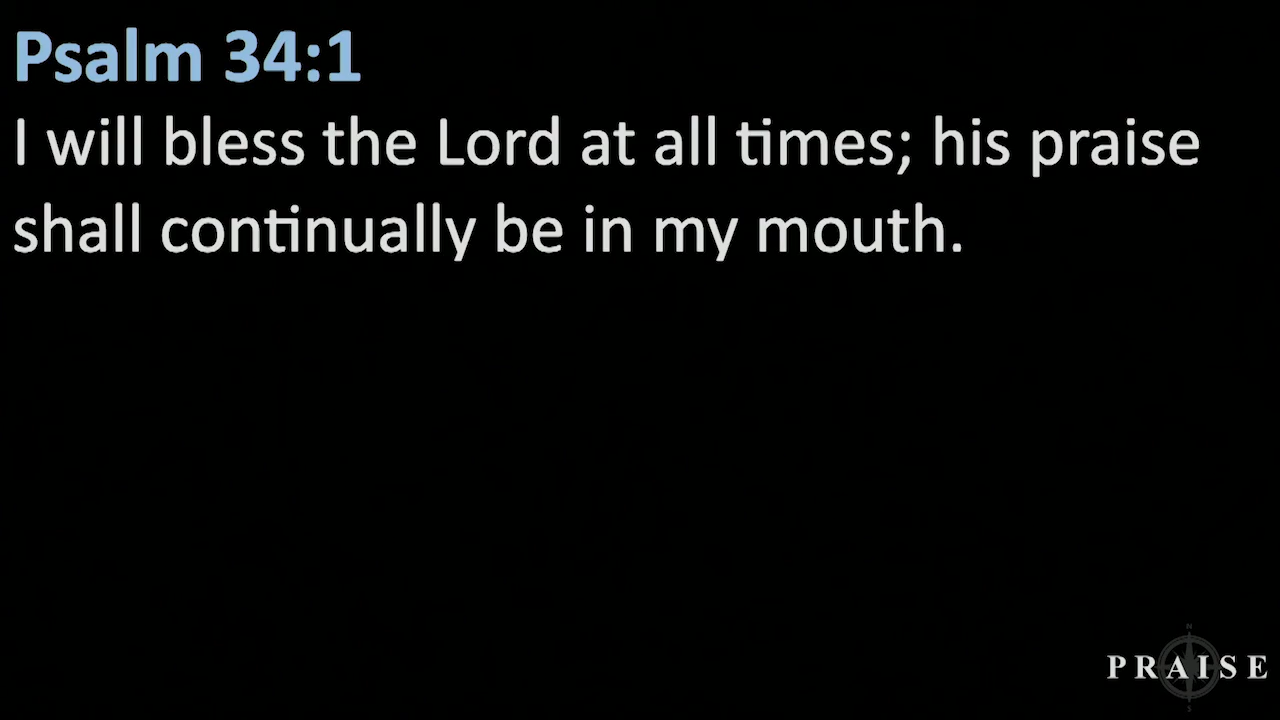 Psalm 34:1
I will bless the Lord at all times; his praise
shall continually be in my mouth.
N
PRAISE
S